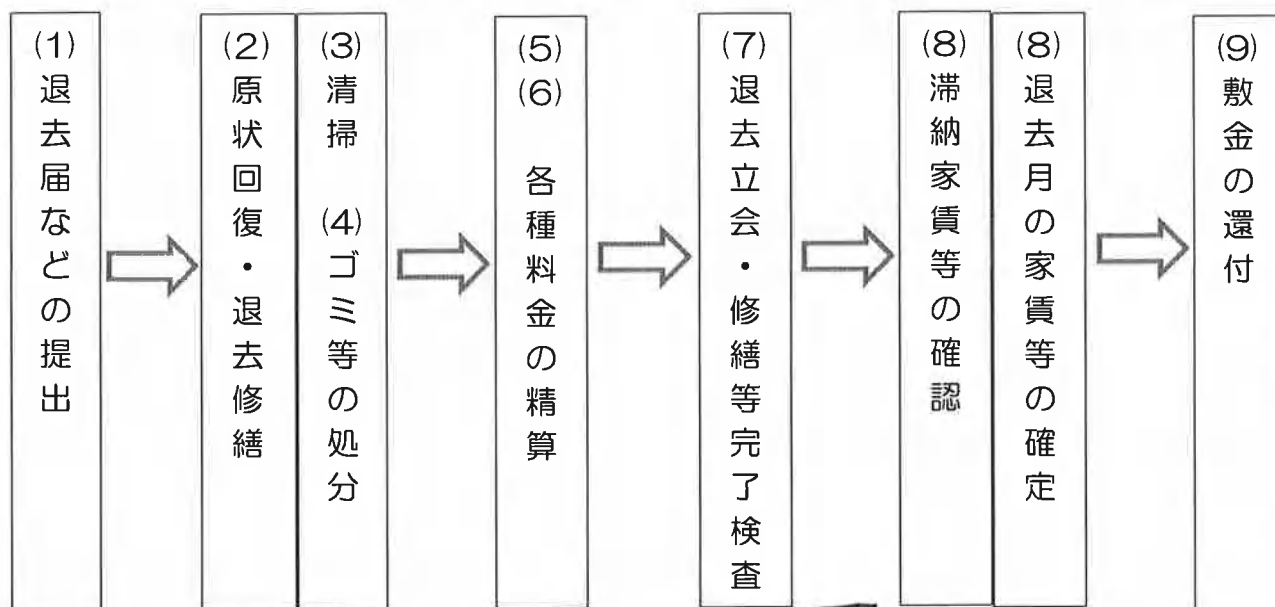 (1)退去届などの提出
(2)原状回復・退去修繕
(3)清掃　(4)ゴミ等の処分
(5)(6)　各種料金の精算
(7)退去立会・修繕等完了検査
(8)滞納家賃等の確認
(8)退去月の家賃等の確定
(9)敷金の還付